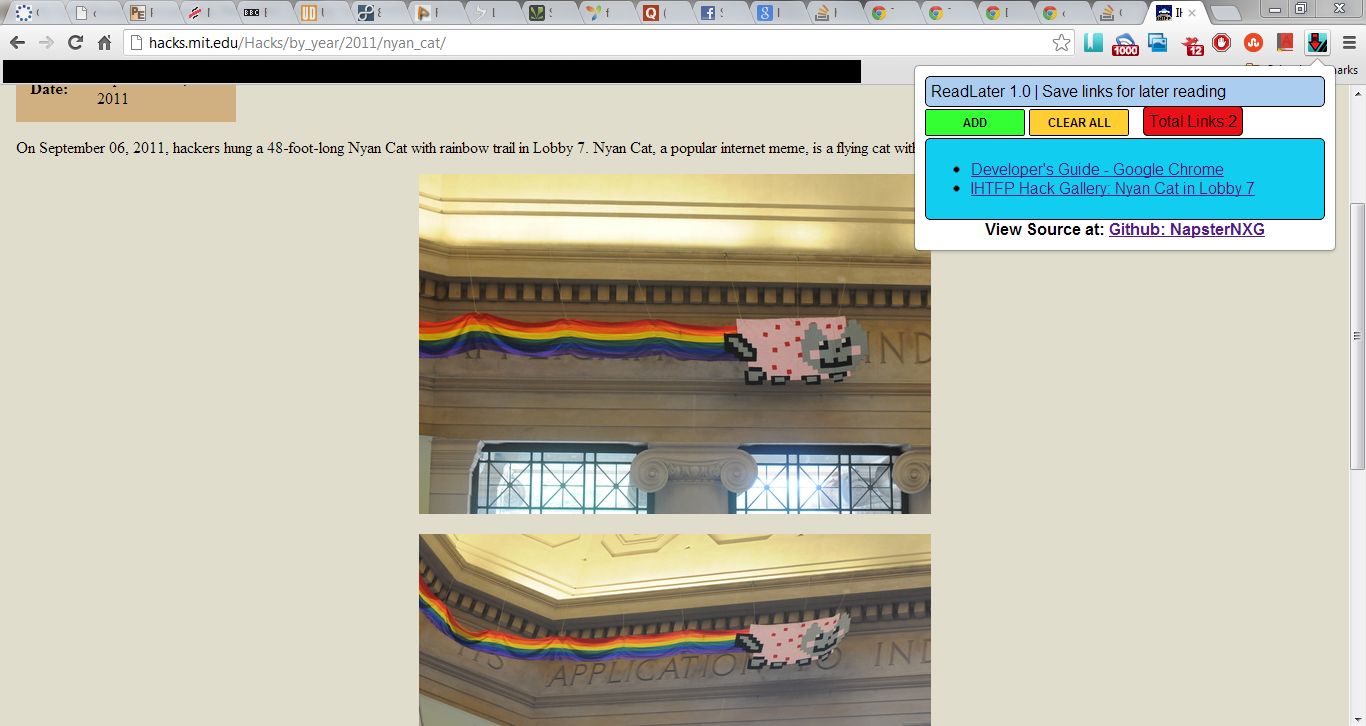 BBC
hacks.mit.edu/Hacks/by_year/2011/nyan_cat/
1000
12
Date:
2011
On September 06, 2011, hackers hung a 48-foot-long Nyan Cat with rainbow trail in Lobby 7. Nyan Cat, a popular internet meme, is a flying cat
ReadLater 1.0 | Save links for later reading
ADD
CLEAR ALL
Total Links:2
Developer's Guide - Google Chrome
IHTFP Hack Gallery: Nyan Cat in Lobby 7
View Source at: Github: NapsterNXG
IND
APPLICATION TO IND